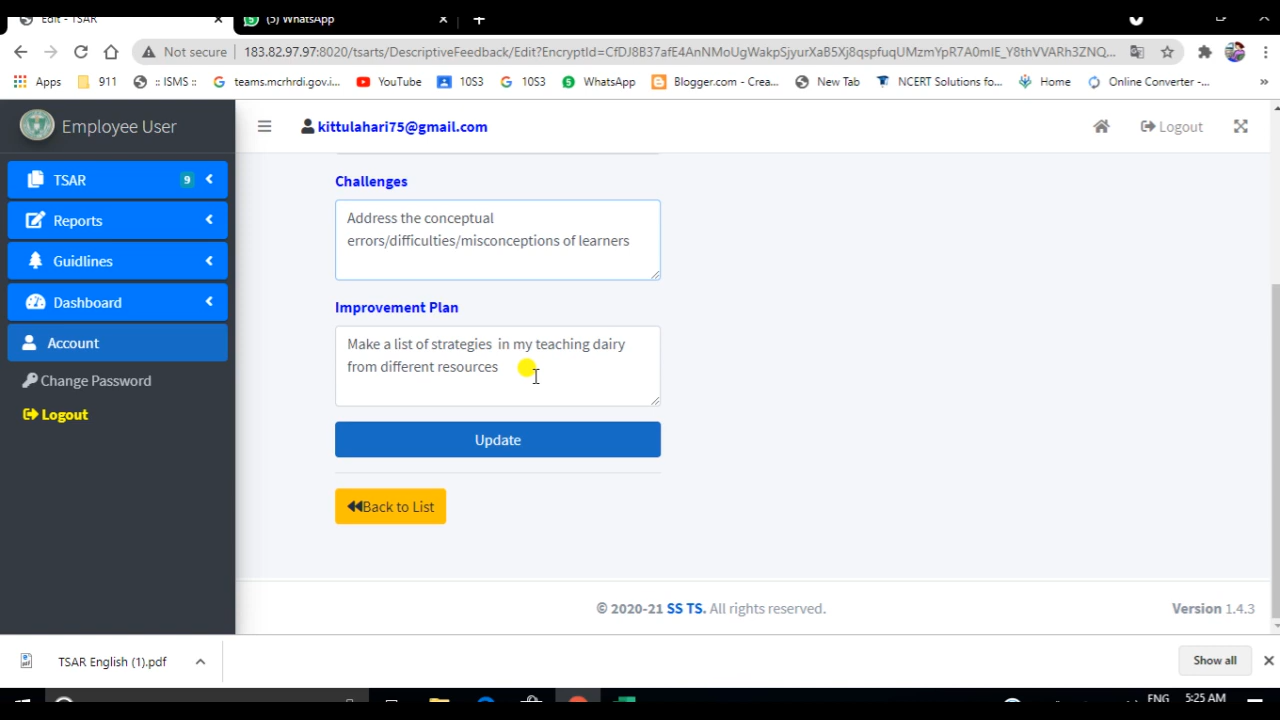 Edit - TSAR
(5) WhatsApp
Not secure | 183.82.97.97:8020/tsarts/DescriptiveFeedback/Edit?EncryptId=CfDJ8B37afE4AnNMoUgWakpSjyurXaB5Xj8qspfuqUMzmYpR7A0mIE_Y8thVVARh3ZNQ...
Apps 911 :: ISMS :: teams.mcrhrdi.gov.i... YouTube 10S3 10S3 WhatsApp Blogger.com - Crea... New Tab NCERT Solutions fo... Home Online Converter -... »
Employee User
kittulahari75@gmail.com
Logout
TSAR 9
Reports
Guidlines
Dashboard
Account
Change Password
Logout
Challenges
Address the conceptual
errors/difficulties/misconceptions of learners
Improvement Plan
Make a list of strategies in my teaching dairy
from different resources
Update
Back to List
© 2020-21 SS TS. All rights reserved.
Version 1.4.3
TSAR English (1).pdf
Show all
ENG
5:25 AM